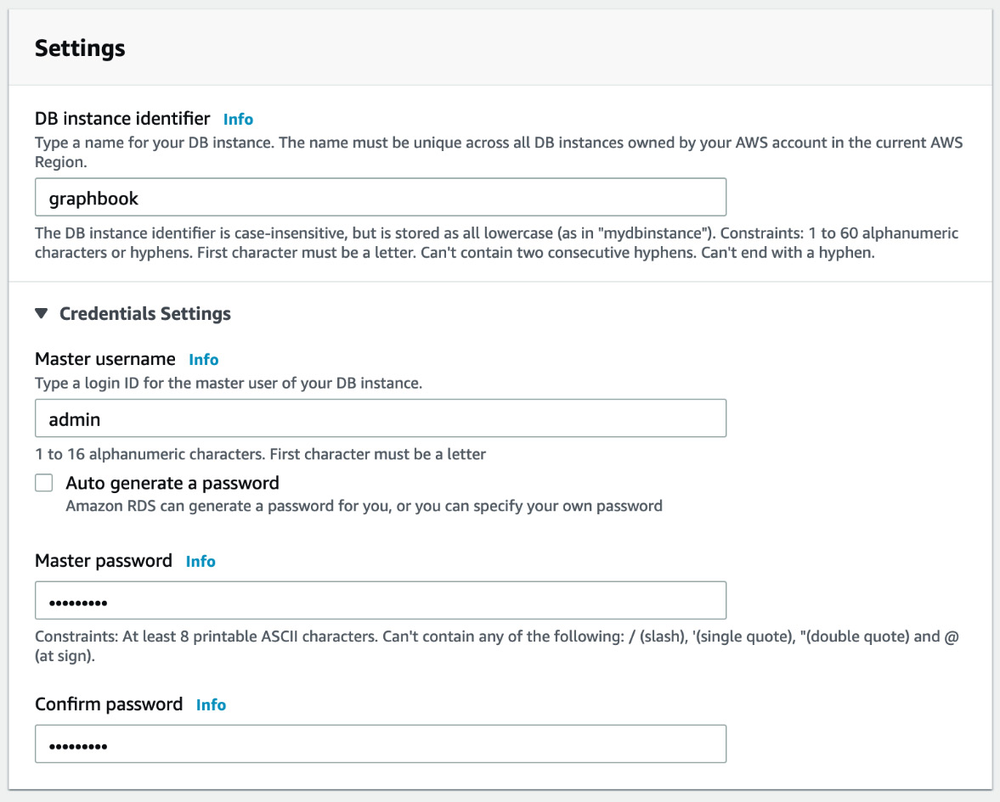 Settings
DB instance identifier Info
Type a name for your DB instance. The name must be unique across all DB instances owned by your AWS account in the current AWS
Region.
graphbook
The DB instance identifier is case-insensitive, but is stored as all lowercase (as in "mydbinstance"). Constraints: 1 to 60 alphanumeric
characters or hyphens. First character must be a letter. Can't contain two consecutive hyphens. Can't end with a hyphen.
Credentials Settings
Master username Info
Type a login ID for the master user of your DB instance.
admin
1 to 16 alphanumeric characters. First character must be a letter
Auto generate a password
Amazon RDS can generate a password for you, or you can specify your own password
Master password Info
•••••••••
Constraints: At least 8 printable ASCII characters. Can't contain any of the following: / (slash), '(single quote), "(double quote) and @
(at sign).
Confirm password Info
•••••••••